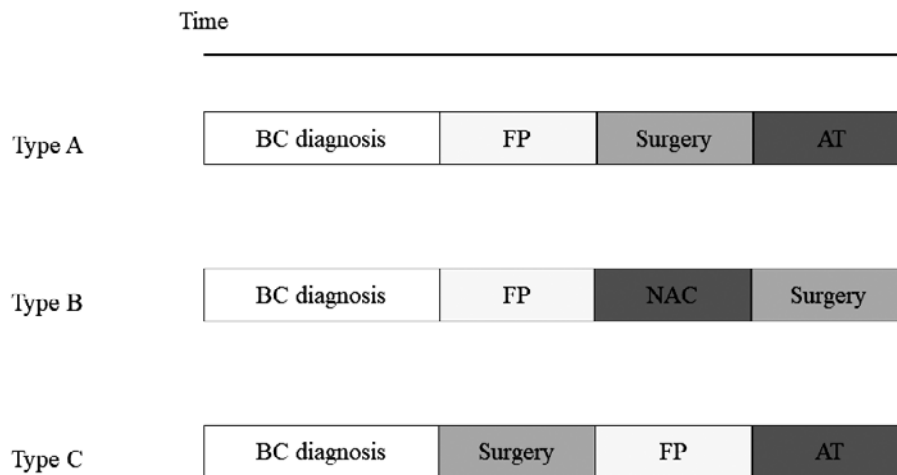 Time
Type A BC diagnosis FP Surgery AT
Type B BC diagnosis FP NAC Surgery
Type C BC diagnosis Surgery FP AT